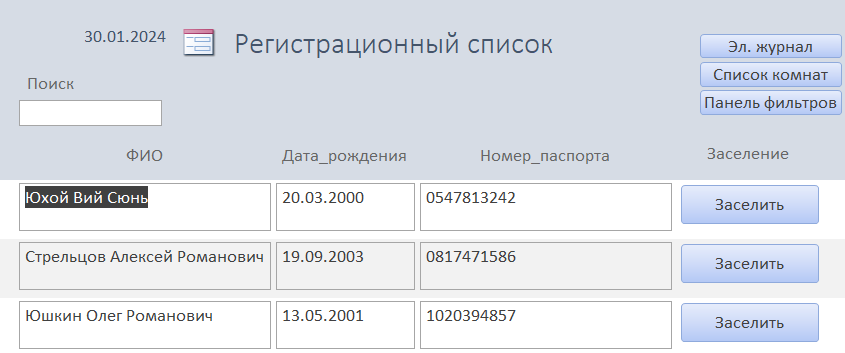 30.01.2024
Регистрационный список
Эл. журнал
Список комнат
Панель фильтров
Поиск
ФИО Дата_рождения Номер_паспорта Заселение
Юхой Вий Сюнь 20.03.2000 0547813242 Заселить
Стрельцов Алексей Романович 19.09.2003 0817471586 Заселить
Юшкин Олег Романович 13.05.2001 1020394857 Заселить